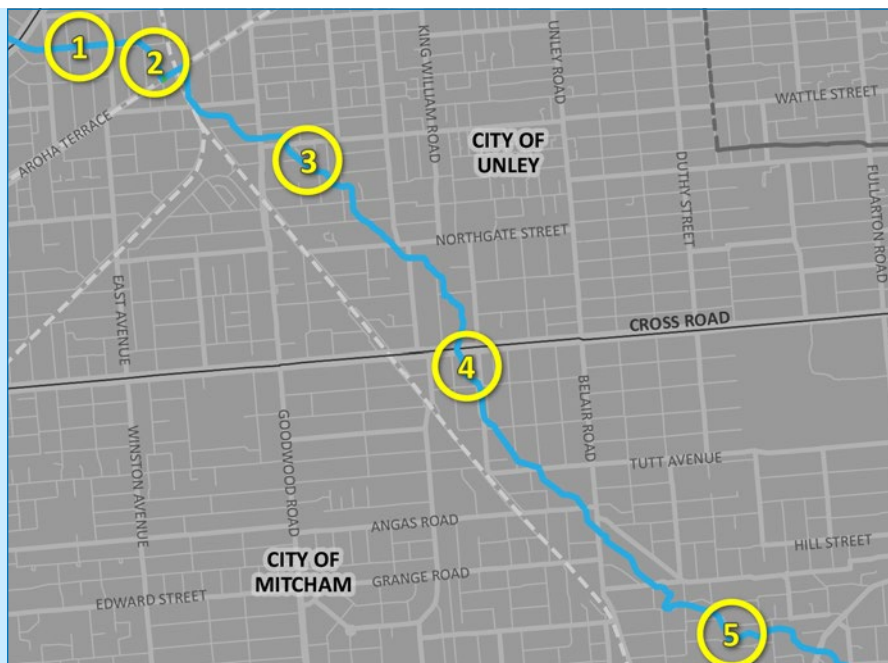 1
2
3
4
5
AROHA TERRACE
KING WILLIAM ROAD
UNLEY ROAD
WATTLE STREET
CITY OF
UNLEY
DUTHY STREET
FULLARTON ROAD
NORTHGATE STREET
EAST AVENUE
CROSS ROAD
WINSTON AVENUE
GOODWOOD ROAD
BELAIR ROAD
TUTT AVENUE
ANGAS ROAD
HILL STREET
CITY OF
MITCHAM
GRANGE ROAD
EDWARD STREET